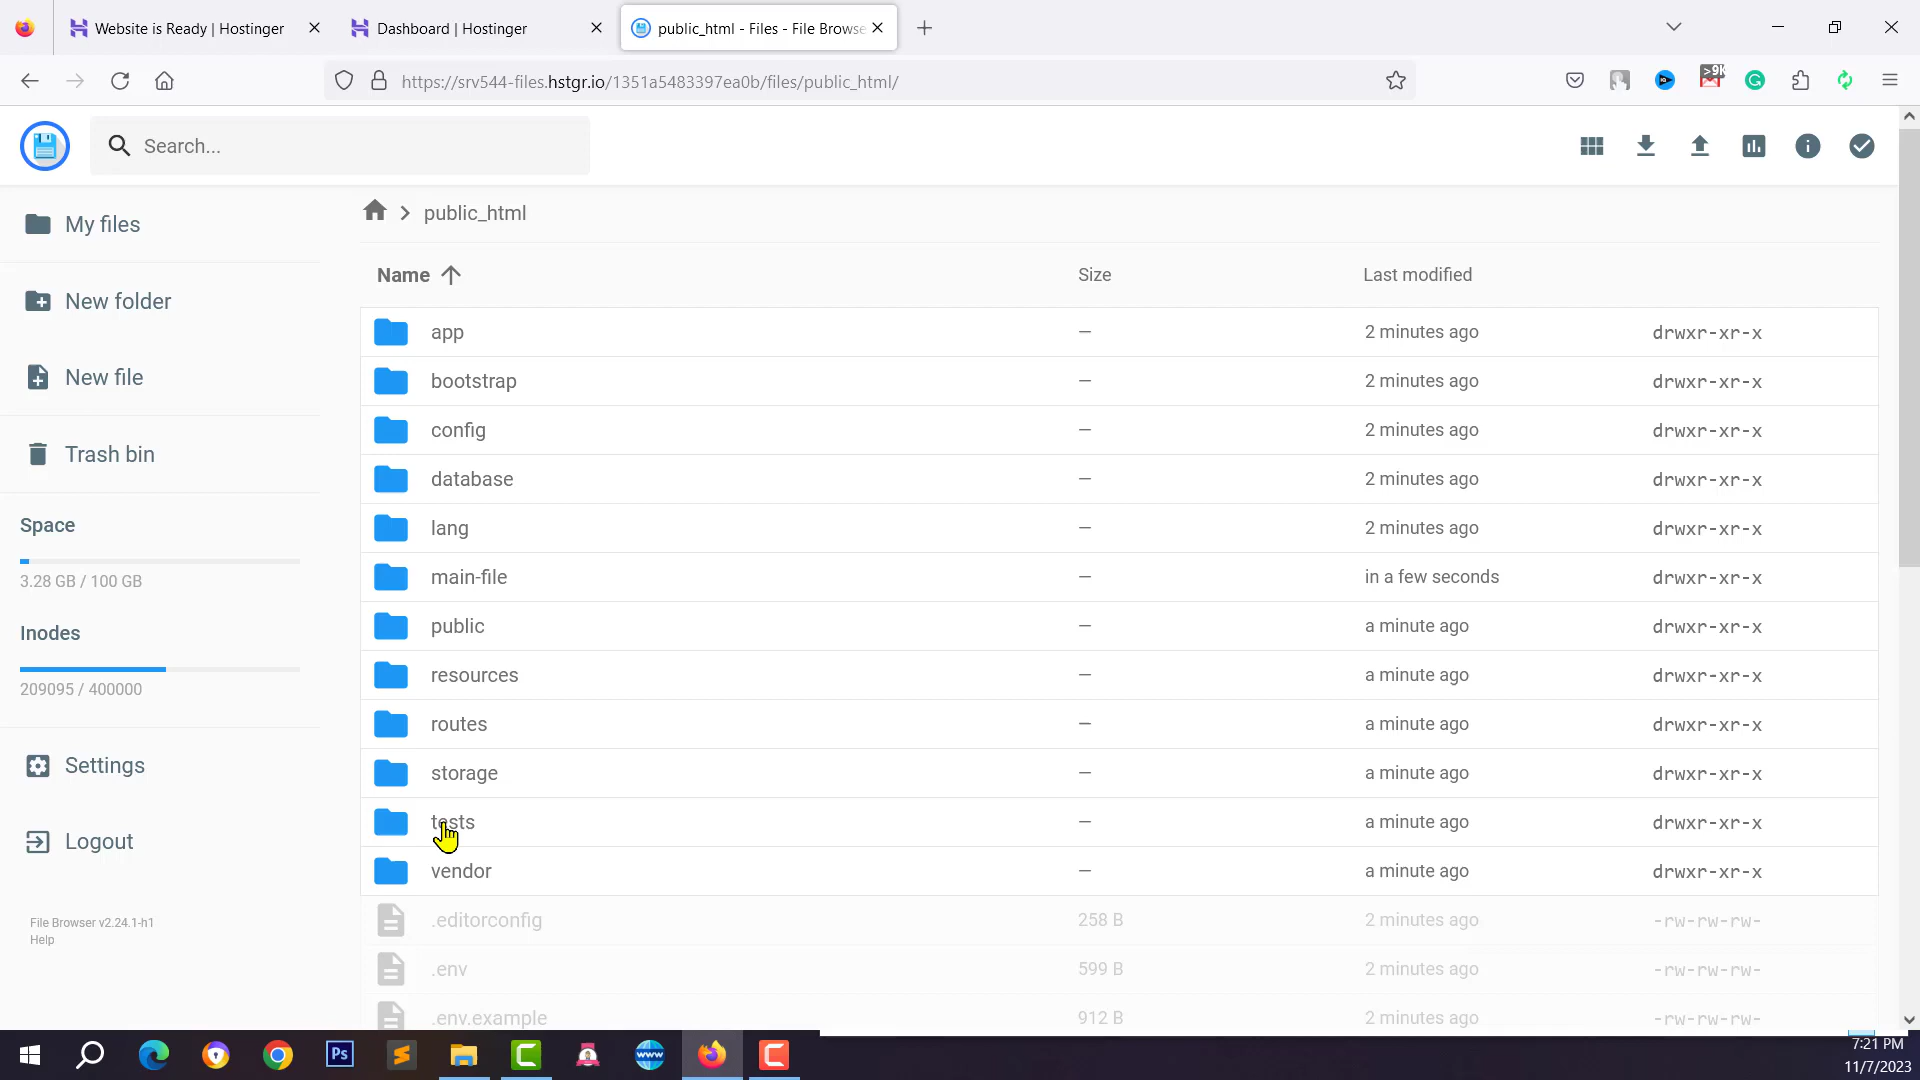 Website is Ready | Hostinger
Dashboard | Hostinger
public_html - Files - File Browse
https://srv544-files.hstgr.io/1351a5483397ea0b/files/public_html/
>9K
Search...
My files
New folder
New file
Trash bin
Space
3.28 GB / 100 GB
Inodes
209095 / 400000
Settings
Logout
File Browser v2.24.1-h1
Help
public_html
Name Size Last modified
app — 2 minutes ago drwxr-xr-x
bootstrap — 2 minutes ago drwxr-xr-x
config — 2 minutes ago drwxr-xr-x
database — 2 minutes ago drwxr-xr-x
lang — 2 minutes ago drwxr-xr-x
main-file — in a few seconds drwxr-xr-x
public — a minute ago drwxr-xr-x
resources — a minute ago drwxr-xr-x
routes — a minute ago drwxr-xr-x
storage — a minute ago drwxr-xr-x
tests — a minute ago drwxr-xr-x
vendor — a minute ago drwxr-xr-x
.editorconfig 258 B 2 minutes ago -rw-rw-rw-
.env 599 B 2 minutes ago -rw-rw-rw-
.env.example 912 B 2 minutes ago -rw-rw-rw-
Ps
www
7:21 PM
11/7/2023